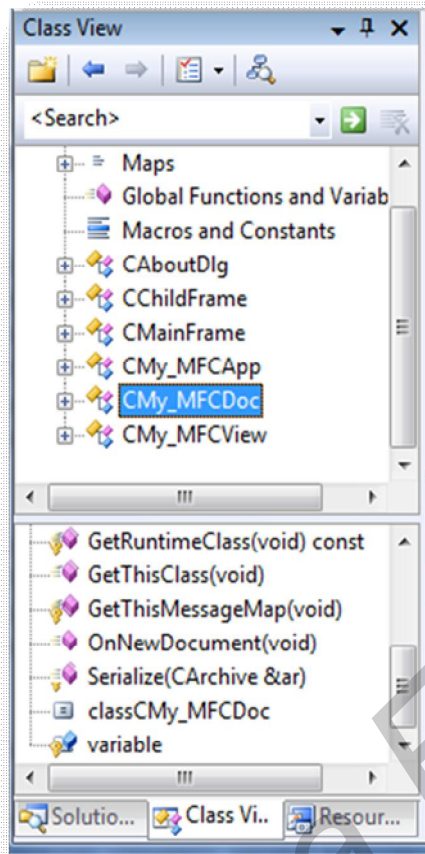 Class View
<Search>
Maps
Global Functions and Variab
Macros and Constants
CAboutDlg
CChildFrame
CMainFrame
CMy_MFCApp
CMy_MFCDoc
CMy_MFCView
GetRuntimeClass(void) const
GetThisClass(void)
GetThisMessageMap(void)
OnNewDocument(void)
Serialize(CArchive &ar)
classCMy_MFCDoc
variable
Solutio... Class Vi.. Resour...